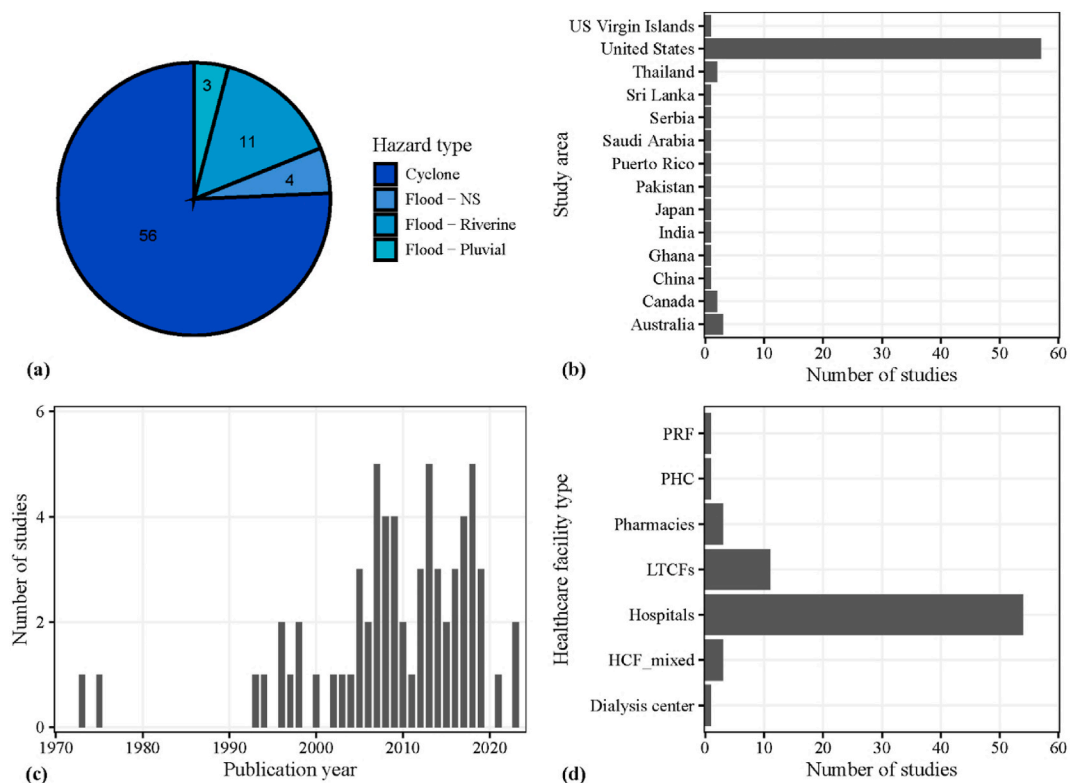 3
11
4
56
Hazard type
Cyclone
Flood − NS
Flood − Riverine
Flood − Pluvial
(a)
Study area
US Virgin Islands
United States
Thailand
Sri Lanka
Serbia
Saudi Arabia
Puerto Rico
Pakistan
Japan
India
Ghana
China
Canada
Australia
0 10 20 30 40 50 60
Number of studies
(b)
Number of studies
6
4
2
0
1970 1980 1990 2000 2010 2020
Publication year
(c)
Healthcare facility type
PRF
PHC
Pharmacies
LTCFs
Hospitals
HCF_mixed
Dialysis center
0 10 20 30 40 50 60
Number of studies
(d)